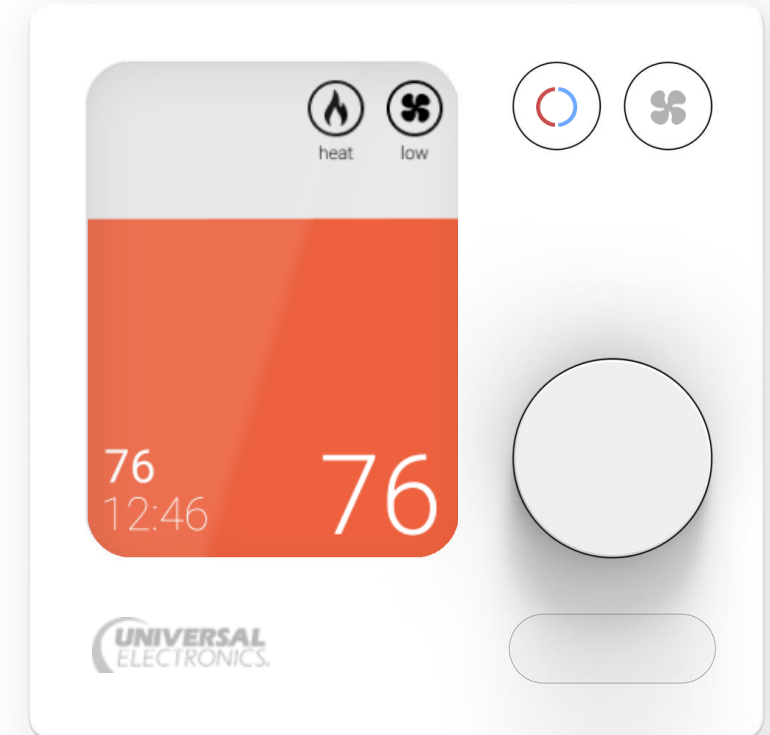 heat
low
76
12:46
76
UNIVERSAL
ELECTRONICS.